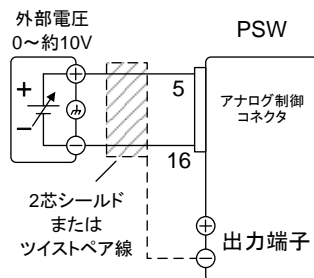 外部電圧
0～約10V
PSW
+
−
5
16
アナログ制御
コネクタ
2芯シールド
または
ツイストペア線
+
−
出力端子